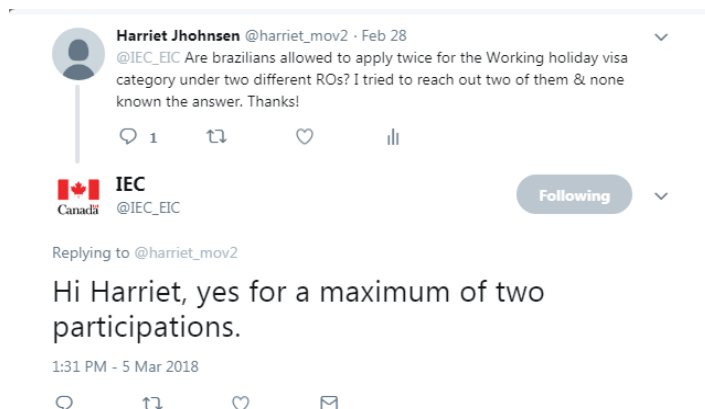 Harriet Jhohnsen @harriet_mov2 · Feb 28
@IEC_EIC Are brazilians allowed to apply twice for the Working holiday visa
category under two different ROs? I tried to reach out two of them & none
known the answer. Thanks!
1
IEC
@IEC_EIC
Canada
Following
Replying to @harriet_mov2
Hi Harriet, yes for a maximum of two
participations.
1:31 PM - 5 Mar 2018